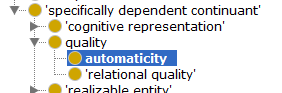 'specifically dependent continuant'
'cognitive representation'
quality
automaticity
'relational quality'
'realizable entity'